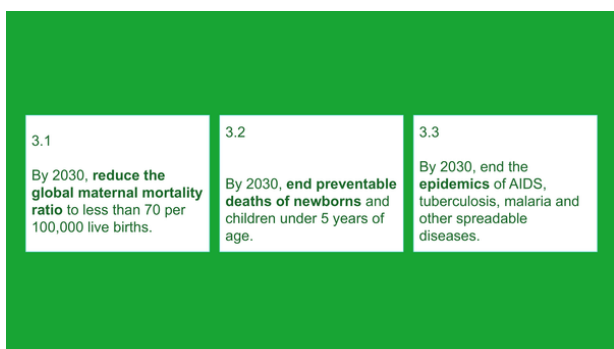 3.1
By 2030, reduce the
global maternal mortality
ratio to less than 70 per
100,000 live births.
3.2
By 2030, end preventable
deaths of newborns and
children under 5 years of
age.
3.3
By 2030, end the
epidemics of AIDS,
tuberculosis, malaria and
other spreadable
diseases.